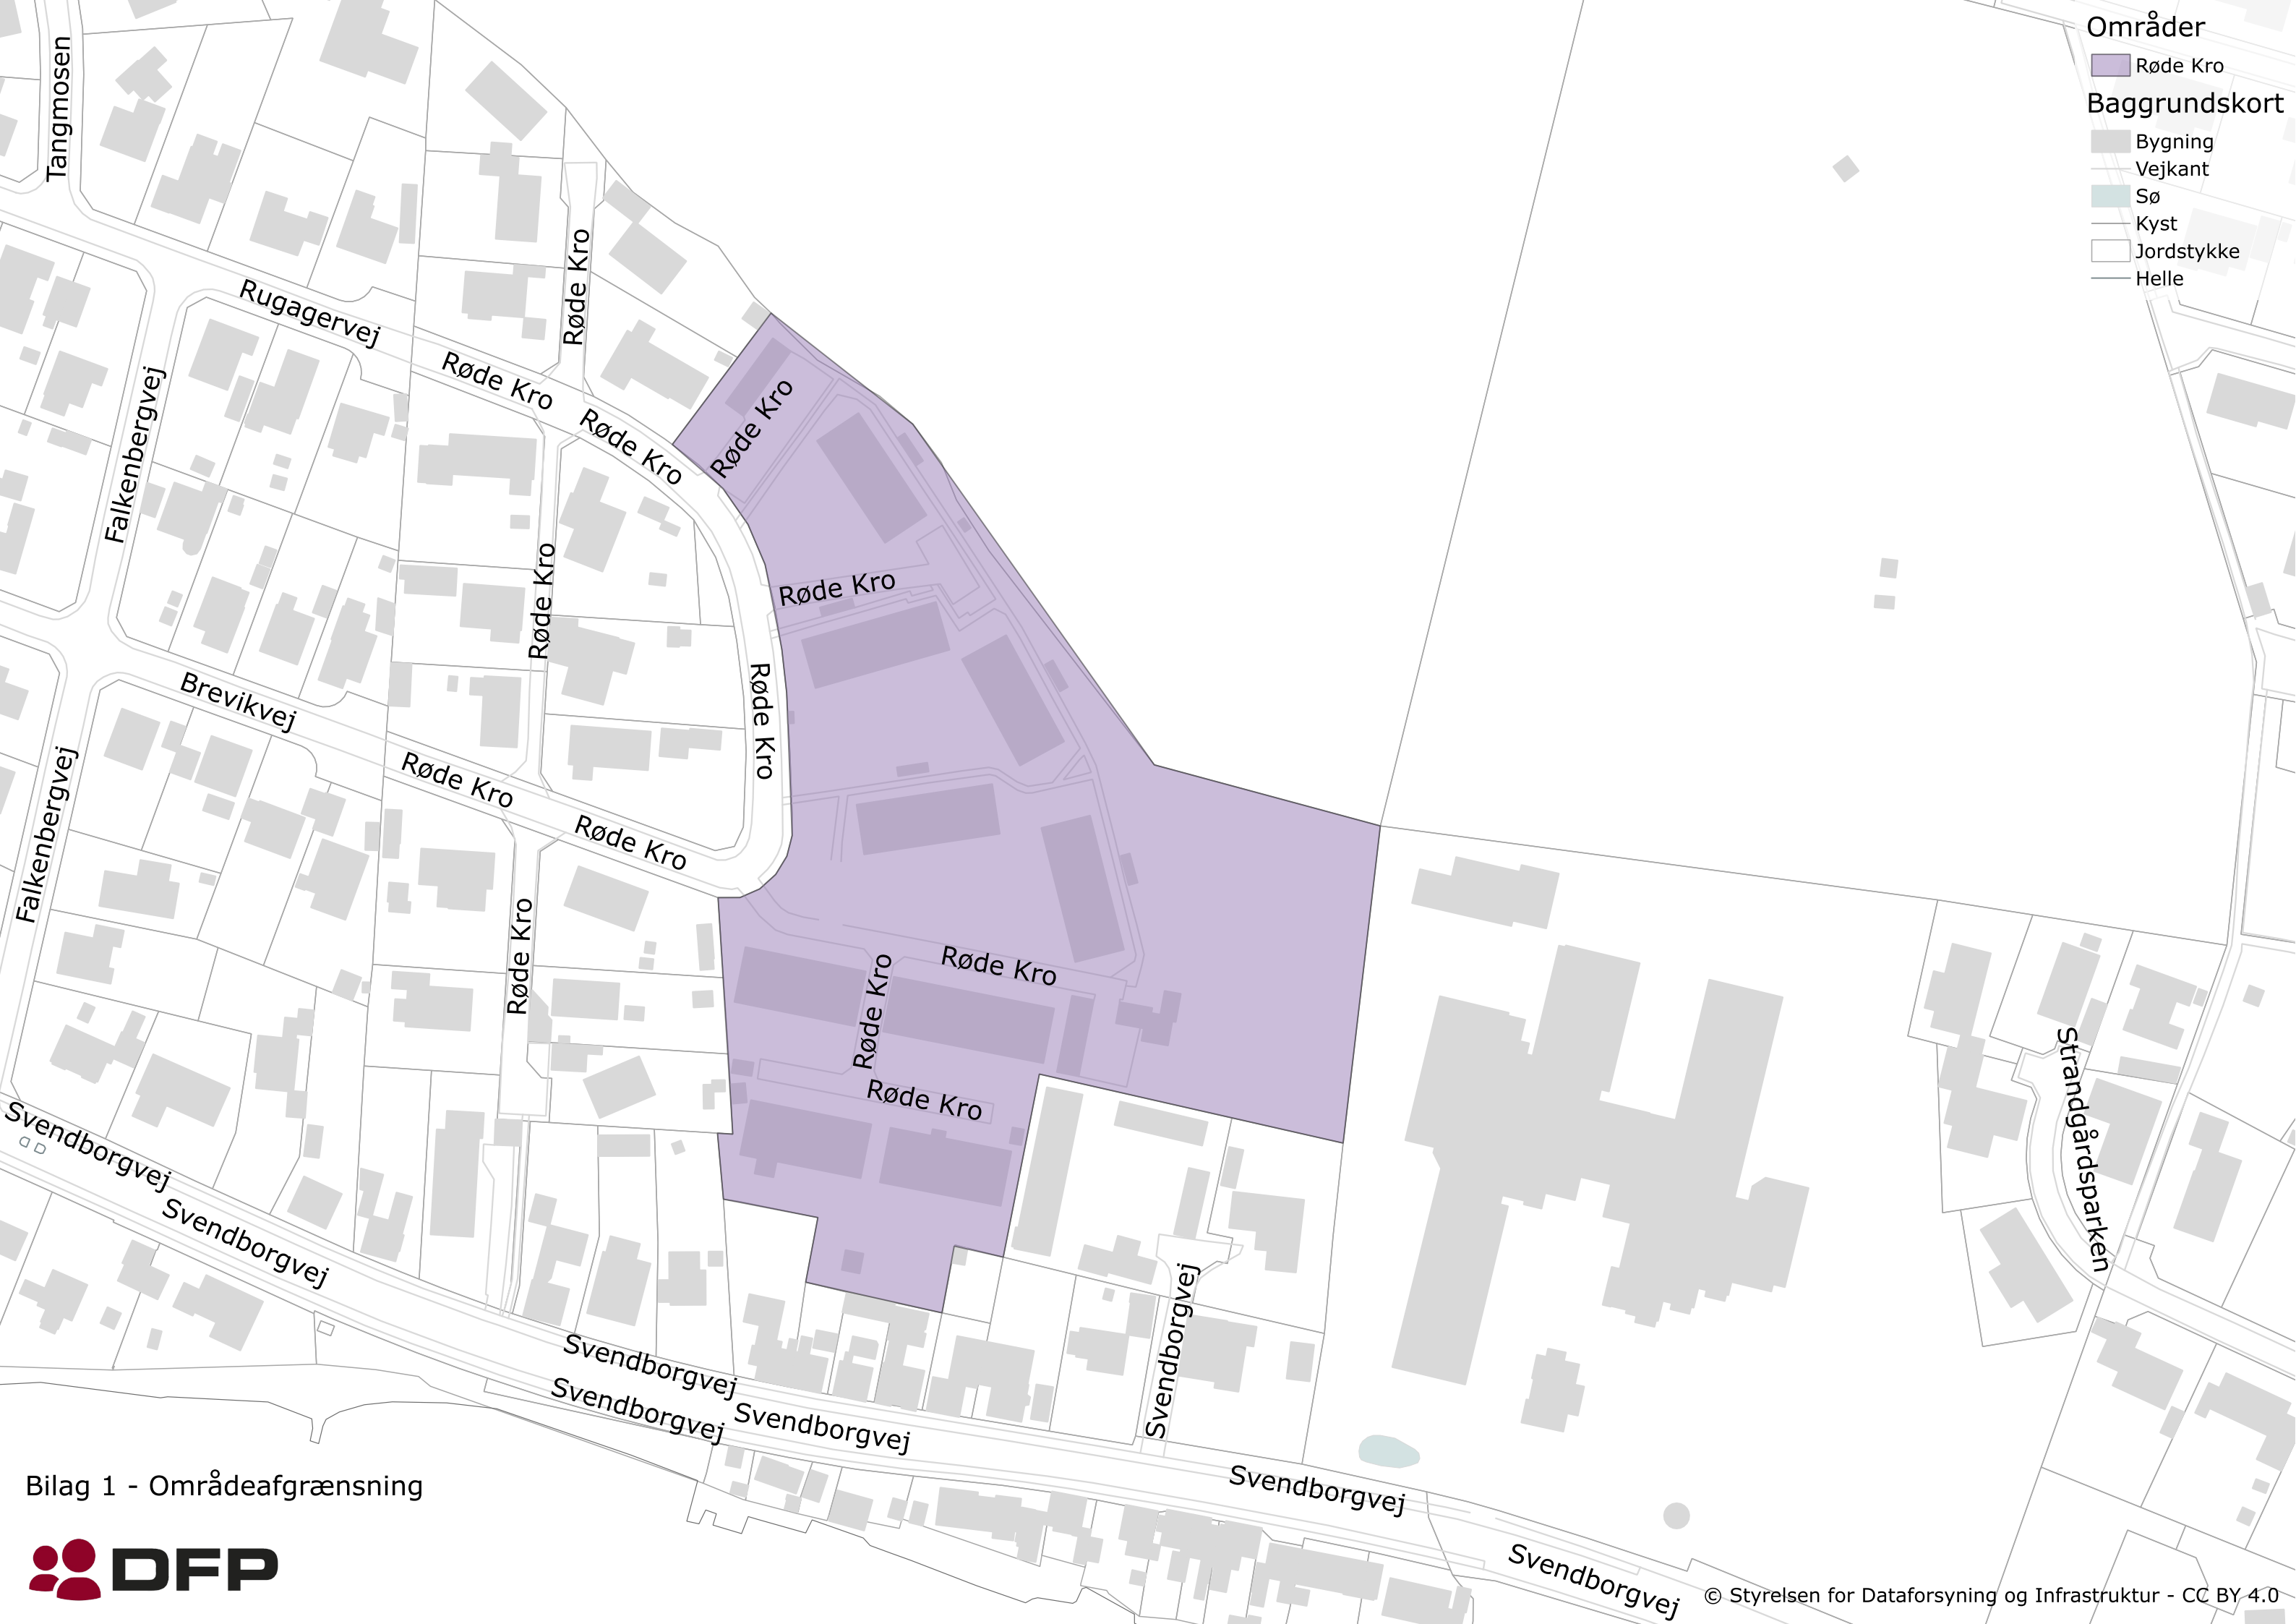 Områder
Røde Kro
Baggrundskort
Bygning
Vejkant
Sø
Kyst
Jordstykke
Helle
Tangmosen
Rugagervej
Røde Kro
Røde Kro
Røde Kro
Røde Kro
Falkenbergvej
Røde Kro
Røde Kro
Røde Kro
Brevikvej
Røde Kro
Røde Kro
Falkenbergvej
Røde Kro
Røde Kro
Røde Kro
Røde Kro
Røde Kro
Strandgårdsparken
Svendborgvej
Svendborgvej
Svendborgvej
Svendborgvej
Svendborgvej
Svendborgvej
Svendborgvej
Svendborgvej
Bilag 1 - Områdeafgrænsning
DFP
© Styrelsen for Dataforsyning og Infrastruktur - CC BY 4.0